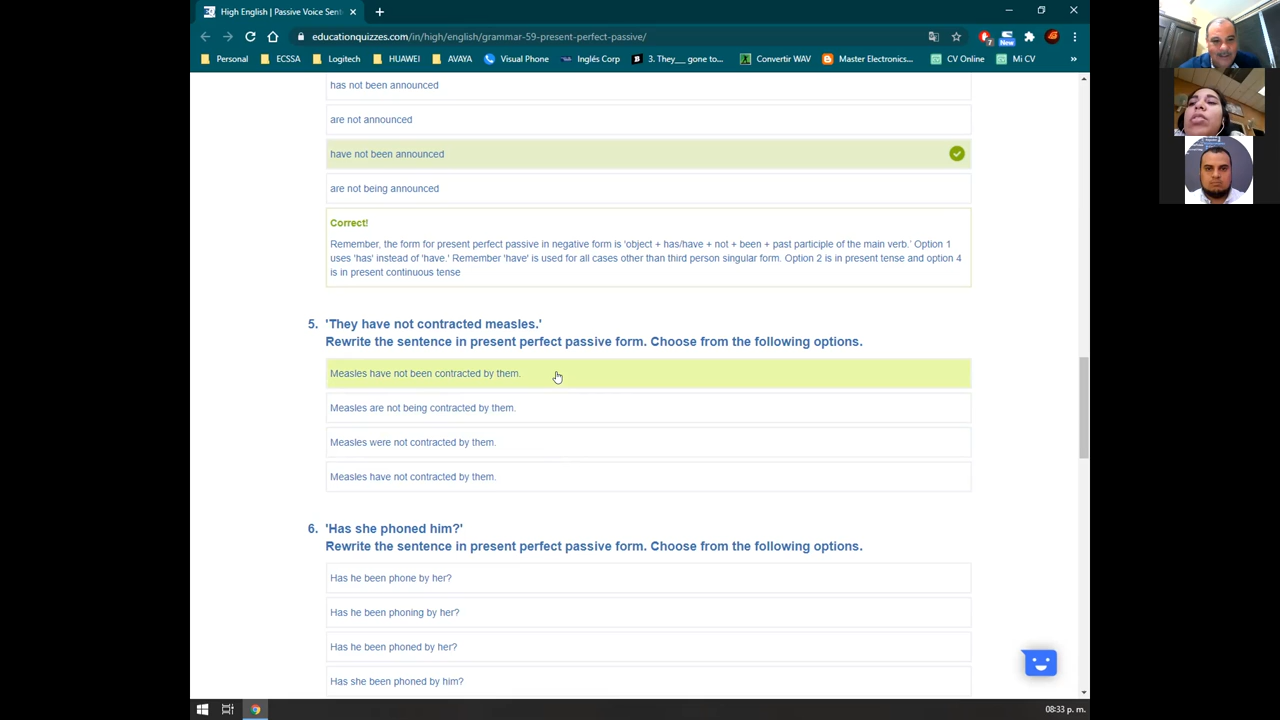 High English | Passive Voice Sent
educationquizzes.com/in/high/english/grammar-59-present-perfect-passive/
7
New
Personal
ECSSA
Logitech
HUAWEI
AVAYA
Visual Phone
Inglés Corp
3. They___ gone to...
Convertir WAV
Master Electronics...
CV Online
Mi CV
»
has not been announced
are not announced
have not been announced
are not being announced
Correct!
Remember, the form for present perfect passive in negative form is 'object + has/have + not + been + past participle of the main verb.' Option 1
uses 'has' instead of 'have.' Remember 'have' is used for all cases other than third person singular form. Option 2 is in present tense and option 4
is in present continuous tense
5. 'They have not contracted measles.'
Rewrite the sentence in present perfect passive form. Choose from the following options.
Measles have not been contracted by them.
Measles are not being contracted by them.
Measles were not contracted by them.
Measles have not contracted by them.
6. 'Has she phoned him?'
Rewrite the sentence in present perfect passive form. Choose from the following options.
Has he been phone by her?
Has he been phoning by her?
Has he been phoned by her?
Has she been phoned by him?
08:33 p. m.